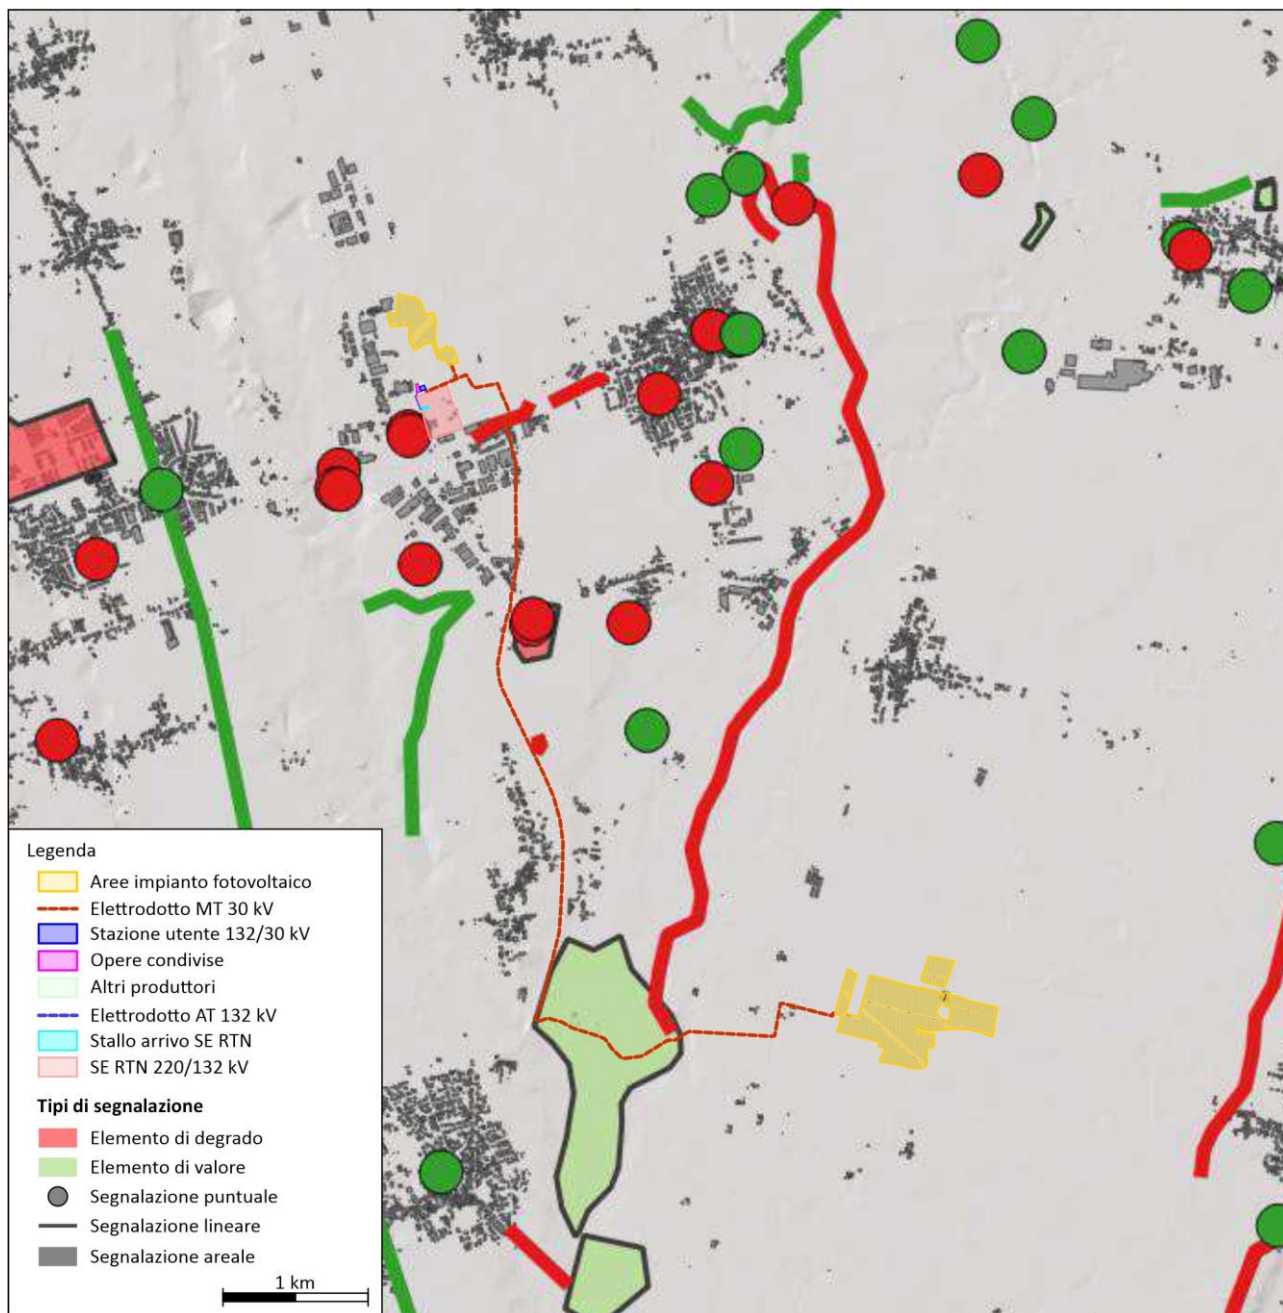 Legenda
Aree impianto fotovoltaico
Elettrodotto MT 30 kV
Stazione utente 132/30 kV
Opere condivise
Altri produttori
Elettrodotto AT 132 kV
Stallo arrivo SE RTN
SE RTN 220/132 kV
Tipi di segnalazione
Elemento di degrado
Elemento di valore
Segnalazione puntuale
Segnalazione lineare
Segnalazione areale
1 km